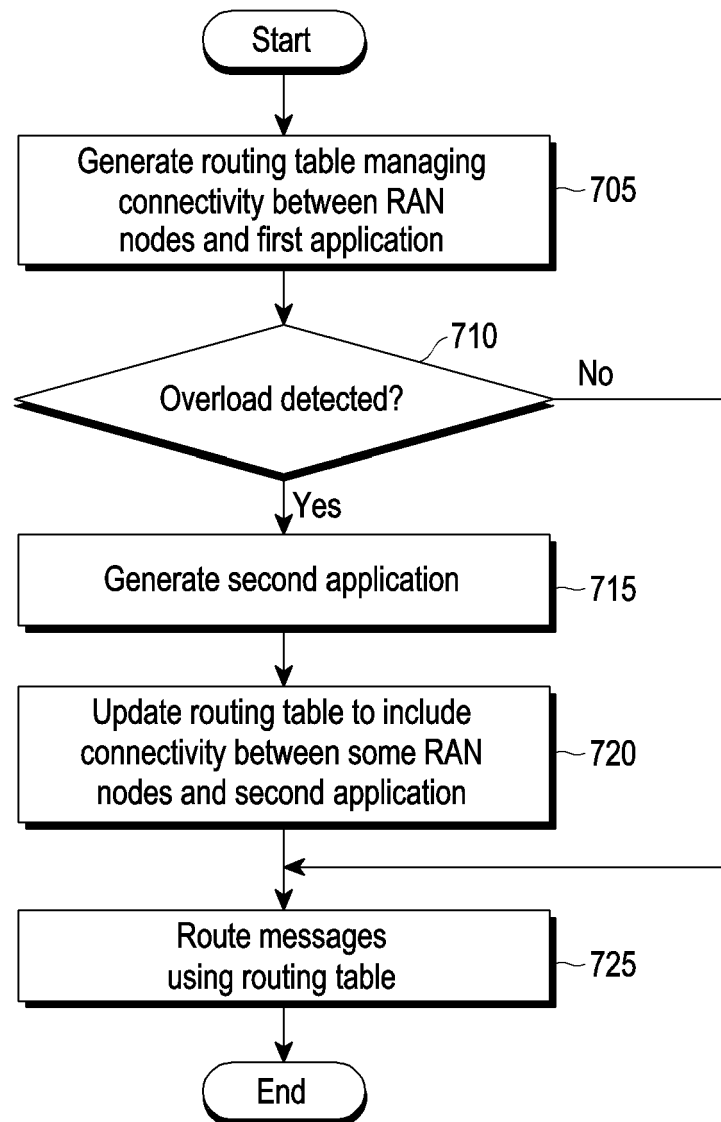 Start
Generate routing table managing
connectivity between RAN
nodes and first application
705
710
Overload detected?
No
Yes
Generate second application
715
Update routing table to include
connectivity between some RAN
nodes and second application
720
Route messages
using routing table
725
End